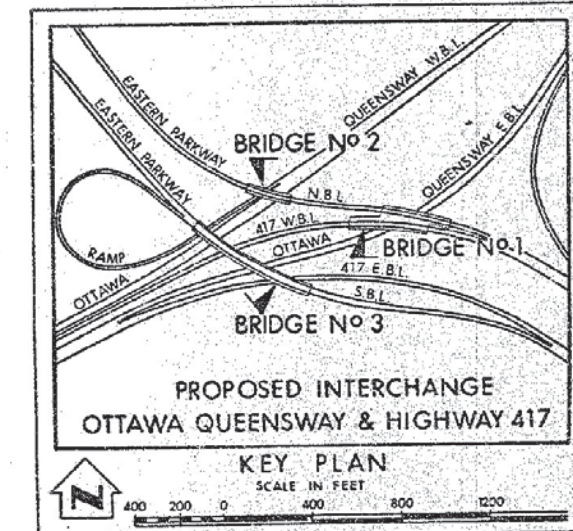 EASTERN PARKWAY
EASTERN PARKWAY
QUEENSWAY W.B.L.
BRIDGE Nº 2
QUEENSWAY E.B.L.
N.B.L.
417 W.B.L.
OTTAWA
BRIDGE Nº 1
RAMP
OTTAWA
417 E.B.L.
S.B.L.
BRIDGE Nº 3
PROPOSED INTERCHANGE
OTTAWA QUEENSWAY & HIGHWAY 417
KEY PLAN
SCALE IN FEET
N
400 200 0 400 800 1200